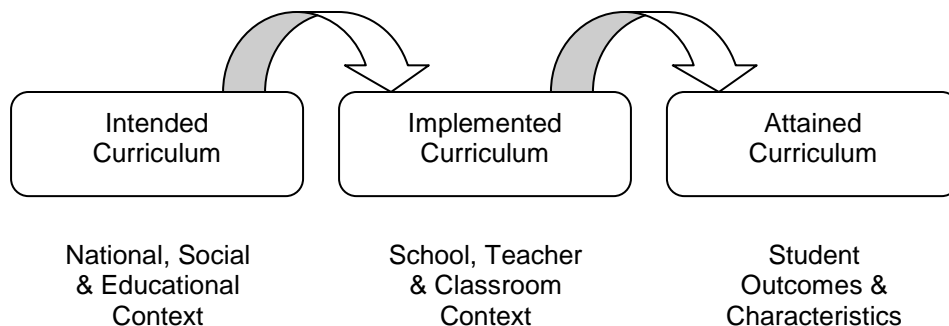 Intended
Curriculum
Implemented
Curriculum
Attained
Curriculum
National, Social
& Educational
Context
School, Teacher
& Classroom
Context
Student
Outcomes &
Characteristics